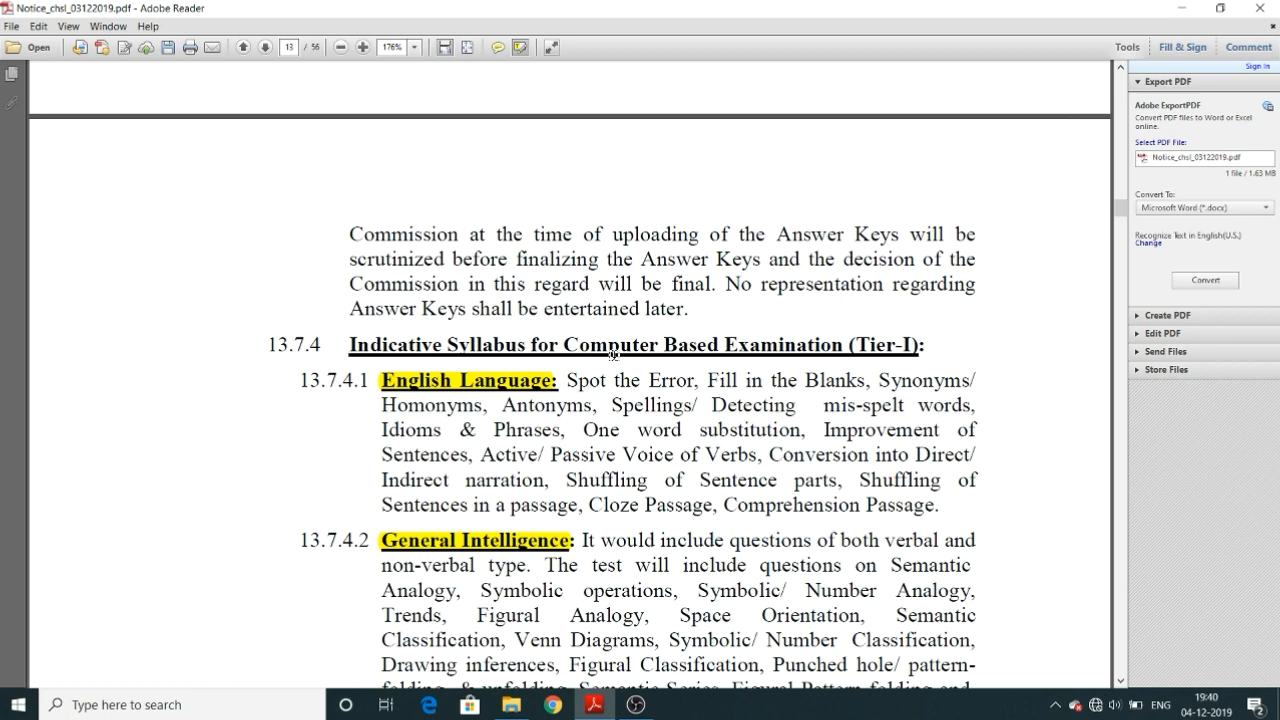 Notice_chsl_03122019.pdf - Adobe Reader
File Edit View Window Help
Open 13 / 56 176% Tools Fill & Sign Comment
Sign In
Export PDF
Adobe ExportPDF
Convert PDF files to Word or Excel online.
Select PDF File:
Notice_chsl_03122019.pdf
1 file / 1.63 MB
Convert To:
Microsoft Word (*.docx)
Recognize Text in English(U.S.)
Change
Convert
Create PDF
Edit PDF
Send Files
Store Files
Commission at the time of uploading of the Answer Keys will be
scrutinized before finalizing the Answer Keys and the decision of the
Commission in this regard will be final. No representation regarding
Answer Keys shall be entertained later.
13.7.4 Indicative Syllabus for Computer Based Examination (Tier-I):
13.7.4.1 English Language: Spot the Error, Fill in the Blanks, Synonyms/
Homonyms, Antonyms, Spellings/ Detecting mis-spelt words,
Idioms & Phrases, One word substitution, Improvement of
Sentences, Active/ Passive Voice of Verbs, Conversion into Direct/
Indirect narration, Shuffling of Sentence parts, Shuffling of
Sentences in a passage, Cloze Passage, Comprehension Passage.
13.7.4.2 General Intelligence: It would include questions of both verbal and
non-verbal type. The test will include questions on Semantic
Analogy, Symbolic operations, Symbolic/ Number Analogy,
Trends, Figural Analogy, Space Orientation, Semantic
Classification, Venn Diagrams, Symbolic/ Number Classification,
Drawing inferences, Figural Classification, Punched hole/ pattern-
folding & unfolding, Semantic Series, Figural Pattern-folding and
Type here to search
ENG
19:40
04-12-2019
2